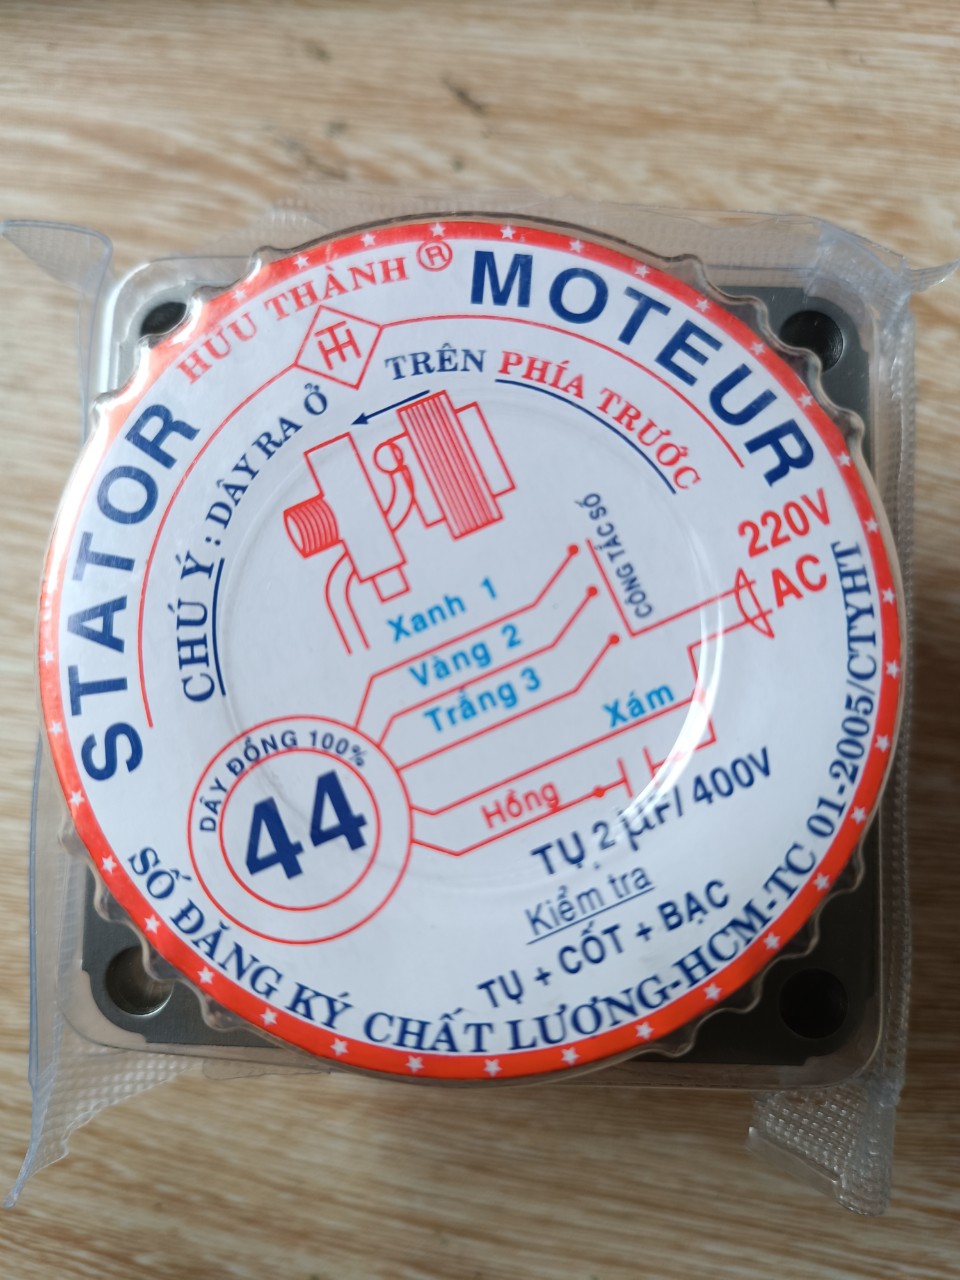 HỮU THÀNH ®
TH
STATOR MOTEUR
CHÚ Ý : DÂY RA Ở TRÊN PHÍA TRƯỚC
CÔNG TẮC SỐ
220V
AC
Xanh 1
Vàng 2
Trắng 3
Xám
Hồng
DÂY ĐỒNG 100%
44
TỤ 2 µF/ 400V
Kiểm tra
TỤ + CỐT + BẠC
SỐ ĐĂNG KÝ CHẤT LƯỢNG-HCM-TC 01-2005/CTYHT